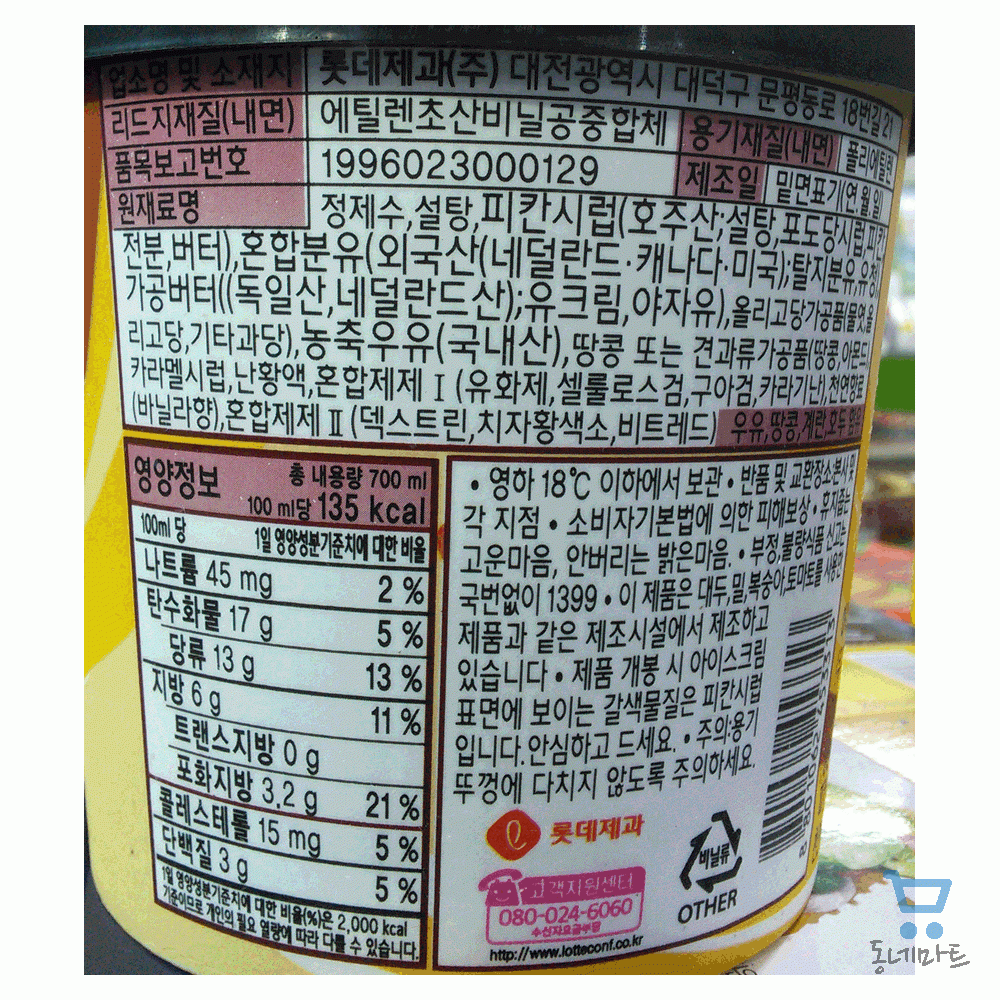 업소명 및 소재지 롯데제과(주) 대전광역시 대덕구 문평동로 18번길 21
리드지재질(내면) 에틸렌초산비닐공중합체 용기재질(내면) 폴리에틸렌
품목보고번호 1996023000129 제조일 밑면표기(연,월,일)
원재료명 정제수,설탕,피칸시럽(호주산;설탕,포도당시럽,피칸,
전분,버터),혼합분유(외국산(네덜란드·캐나다·미국);탈지분유,유청),
가공버터((독일산,네덜란드산);유크림,야자유),올리고당가공품(물엿,올
리고당,기타과당),농축우유(국내산),땅콩 또는 견과류가공품(땅콩,아몬드),
카라멜시럽,난황액,혼합제제Ⅰ(유화제,셀룰로스검,구아검,카라기난),천연향료
(바닐라향),혼합제제Ⅱ(덱스트린,치자황색소,비트레드) 우유,땅콩,계란,호두 함유
영양정보 총 내용량 700 ml
100 ml당 135 kcal
100ml 당 1일 영양성분기준치에 대한 비율
나트륨 45 mg 2 %
탄수화물 17 g 5 %
당류 13 g 13 %
지방 6 g 11 %
트랜스지방 0 g
포화지방 3.2 g 21 %
콜레스테롤 15 mg 5 %
단백질 3 g 5 %
1일 영양성분기준치에 대한 비율(%)은 2,000 kcal
기준이므로 개인의 필요 열량에 따라 다를 수 있습니다.
• 영하 18℃ 이하에서 보관 • 반품 및 교환장소:본사 및
각 지점 • 소비자기본법에 의한 피해보상 • 휴지줍는
고운마음, 안버리는 밝은마음. • 부정,불량식품 신고는
국번없이 1399 • 이 제품은 대두,밀,복숭아,토마토를 사용한
제품과 같은 제조시설에서 제조하고
있습니다 • 제품 개봉 시 아이스크림
표면에 보이는 갈색물질은 피칸시럽
입니다. 안심하고 드세요. • 주의:용기
뚜껑에 다치지 않도록 주의하세요.
롯데제과
고객지원센터
080-024-6060
수신자요금부담
http://www.lotteconf.co.kr
비닐류
OTHER
동네마트